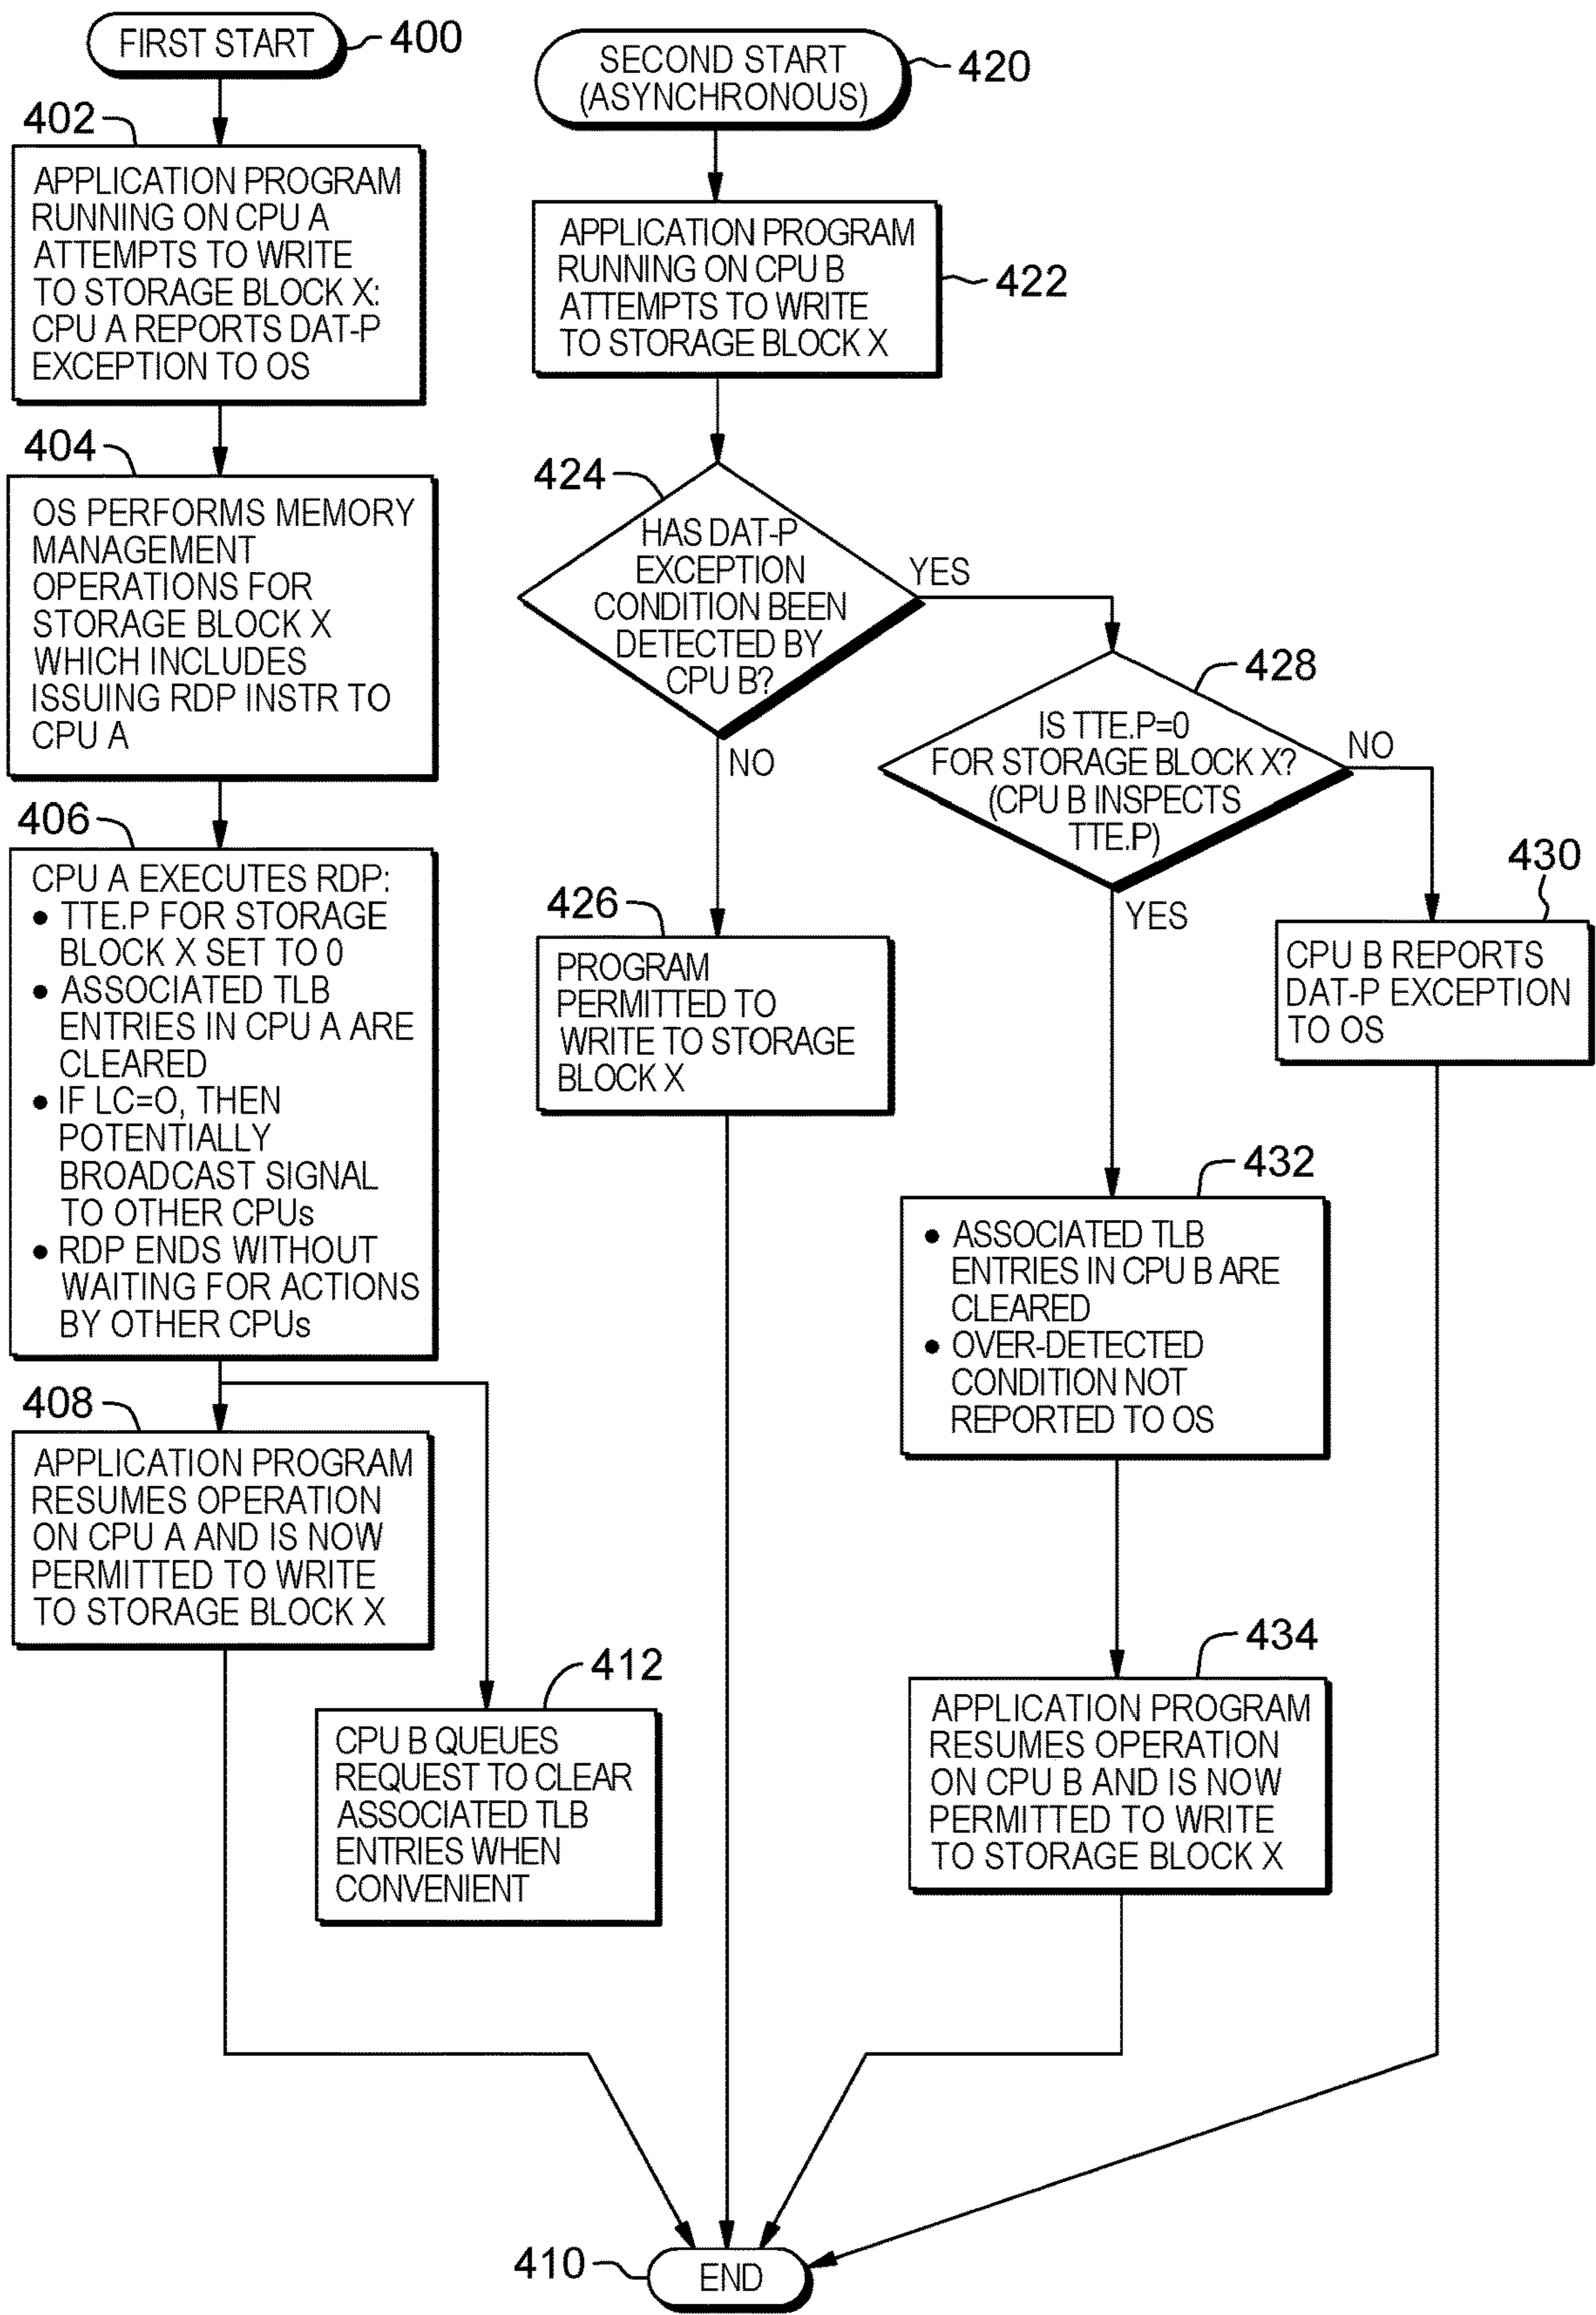 FIRST START
400
402
APPLICATION PROGRAM
RUNNING ON CPU A
ATTEMPTS TO WRITE
TO STORAGE BLOCK X:
CPU A REPORTS DAT-P
EXCEPTION TO OS
404
OS PERFORMS MEMORY
MANAGEMENT
OPERATIONS FOR
STORAGE BLOCK X
WHICH INCLUDES
ISSUING RDP INSTR TO
CPU A
406
CPU A EXECUTES RDP:
• TTE.P FOR STORAGE
BLOCK X SET TO 0
• ASSOCIATED TLB
ENTRIES IN CPU A ARE
CLEARED
• IF LC=O, THEN
POTENTIALLY
BROADCAST SIGNAL
TO OTHER CPUs
• RDP ENDS WITHOUT
WAITING FOR ACTIONS
BY OTHER CPUs
408
APPLICATION PROGRAM
RESUMES OPERATION
ON CPU A AND IS NOW
PERMITTED TO WRITE
TO STORAGE BLOCK X
412
CPU B QUEUES
REQUEST TO CLEAR
ASSOCIATED TLB
ENTRIES WHEN
CONVENIENT
SECOND START
(ASYNCHRONOUS)
420
APPLICATION PROGRAM
RUNNING ON CPU B
ATTEMPTS TO WRITE
TO STORAGE BLOCK X
422
424
HAS DAT-P
EXCEPTION
CONDITION BEEN
DETECTED BY
CPU B?
YES
NO
426
PROGRAM
PERMITTED TO
WRITE TO STORAGE
BLOCK X
428
IS TTE.P=0
FOR STORAGE BLOCK X?
(CPU B INSPECTS
TTE.P)
NO
YES
430
CPU B REPORTS
DAT-P EXCEPTION
TO OS
432
• ASSOCIATED TLB
ENTRIES IN CPU B ARE
CLEARED
• OVER-DETECTED
CONDITION NOT
REPORTED TO OS
434
APPLICATION PROGRAM
RESUMES OPERATION
ON CPU B AND IS NOW
PERMITTED TO WRITE
TO STORAGE BLOCK X
410
END